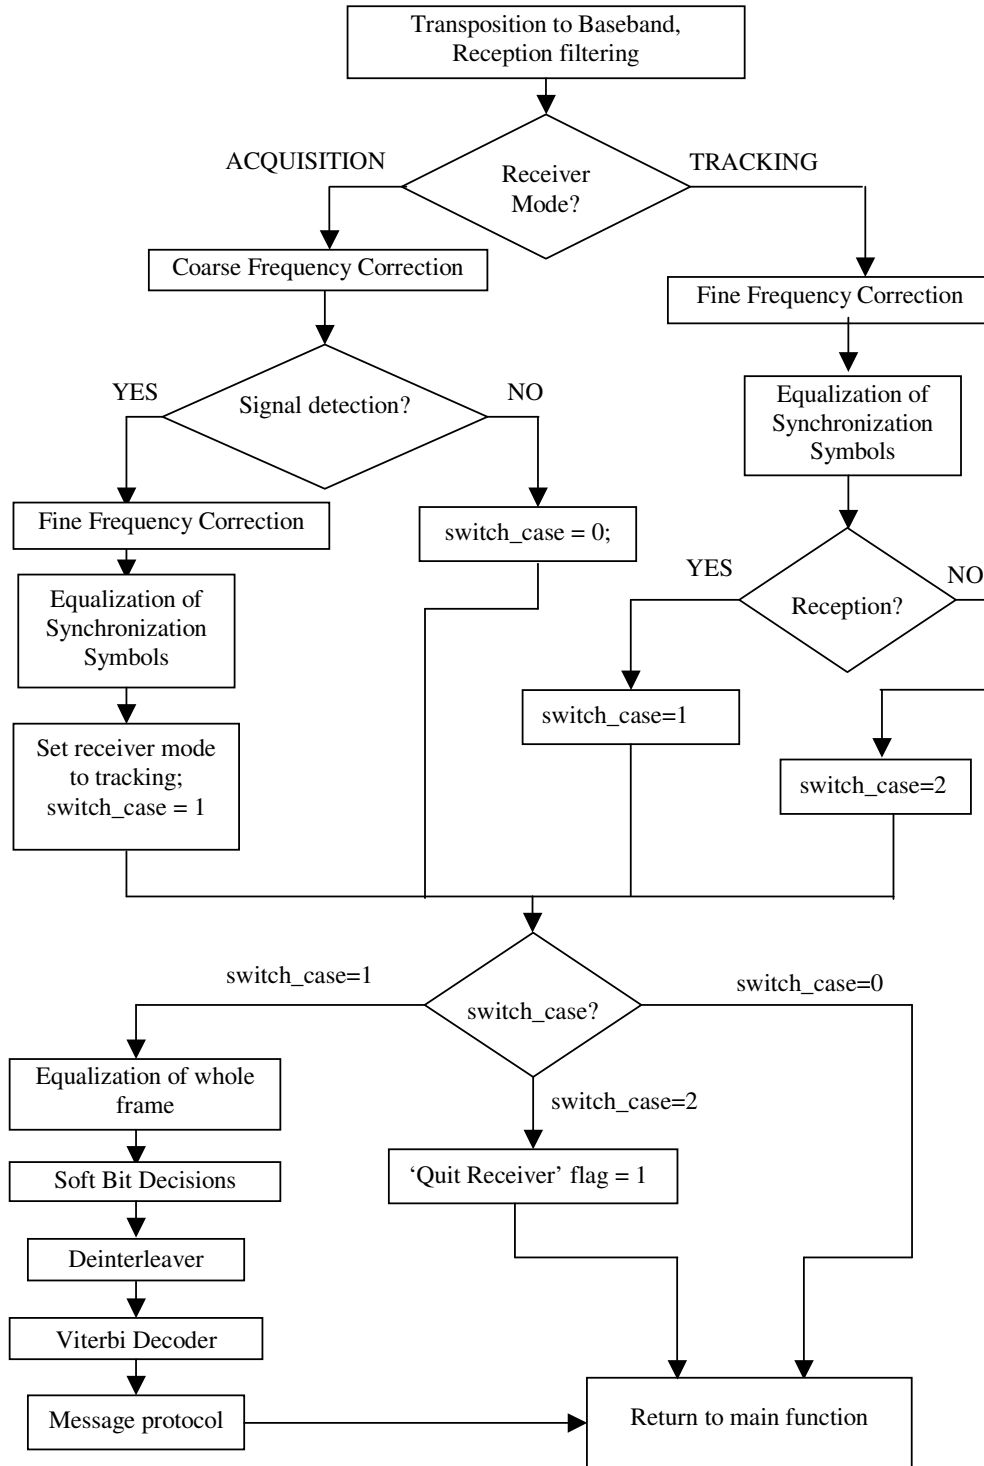 Transposition to Baseband,
Reception filtering
ACQUISITION
TRACKING
Receiver
Mode?
Coarse Frequency Correction
Fine Frequency Correction
YES
NO
Signal detection?
Equalization of
Synchronization
Symbols
Fine Frequency Correction
switch_case = 0;
YES
NO
Reception?
Equalization of
Synchronization
Symbols
switch_case=1
Set receiver mode
to tracking;
switch_case = 1
switch_case=2
switch_case=1
switch_case=0
switch_case?
Equalization of whole
frame
switch_case=2
‘Quit Receiver’ flag = 1
Soft Bit Decisions
Deinterleaver
Viterbi Decoder
Message protocol
Return to main function